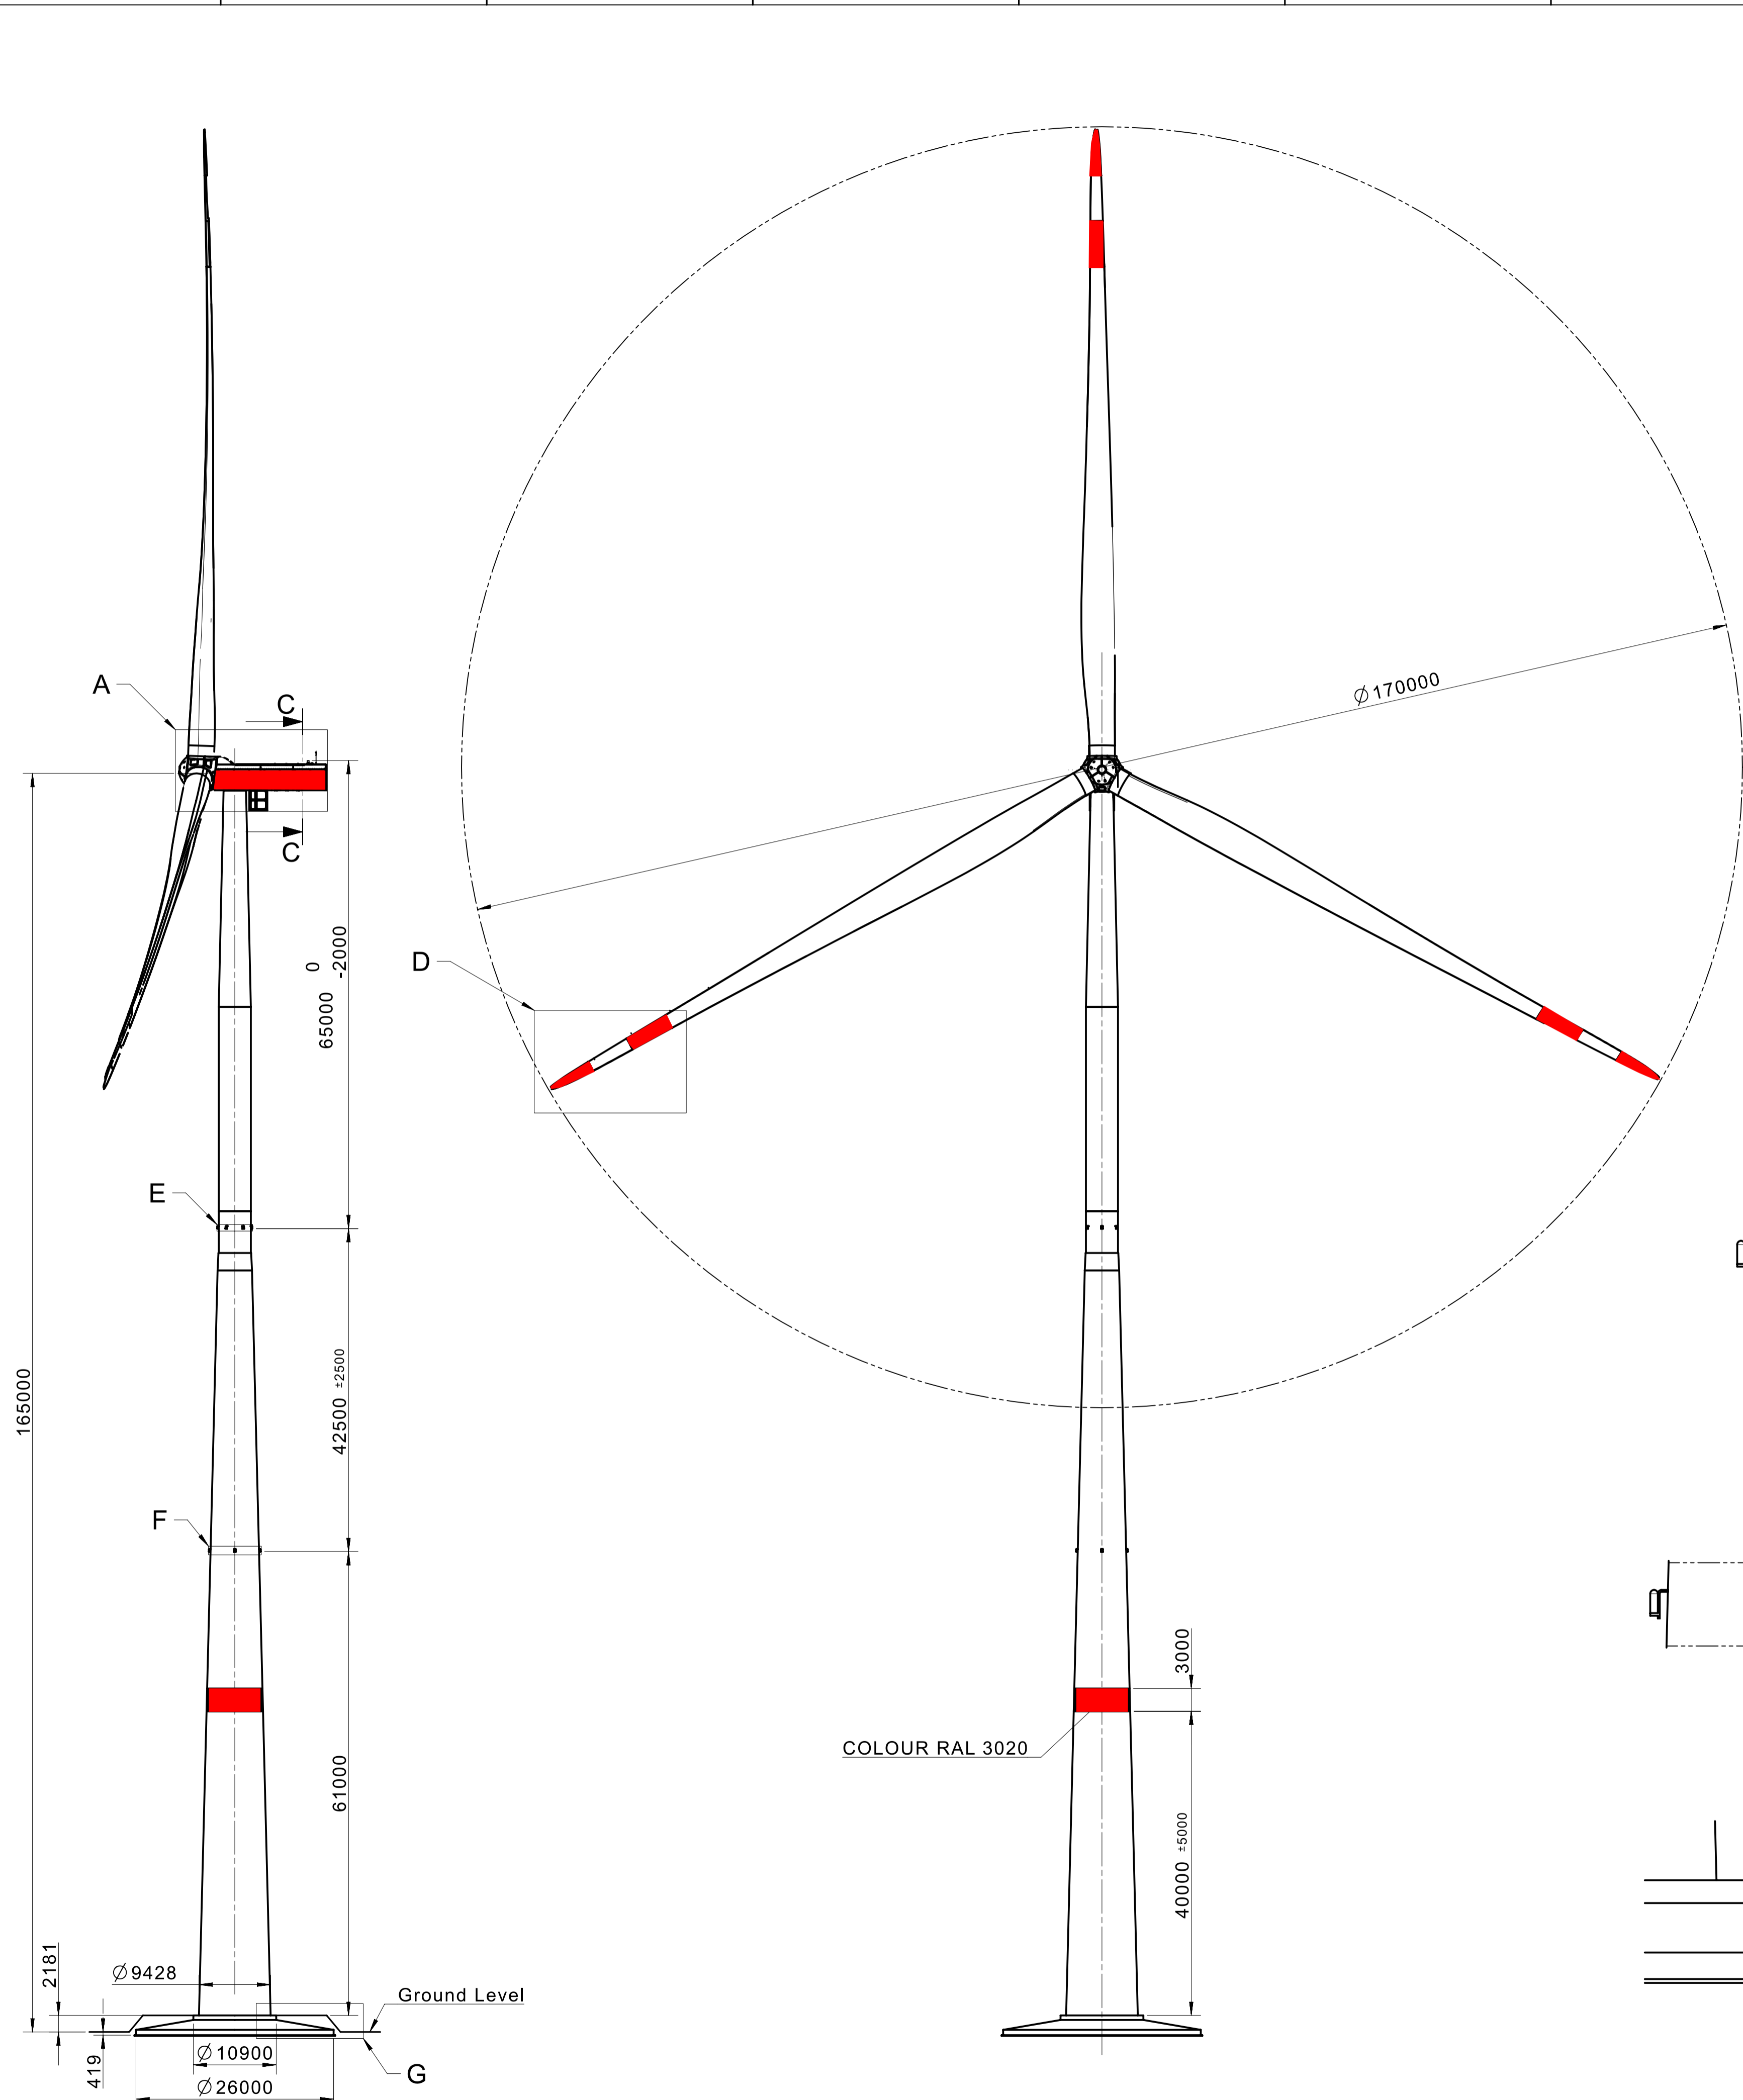 A
C
C
Ø170000
65000 0 -2000
D
E
165000
42500 ±2500
F
3000
COLOUR RAL 3020
61000
40000 ±5000
2181
Ø9428
Ground Level
419
Ø10900
G
Ø26000